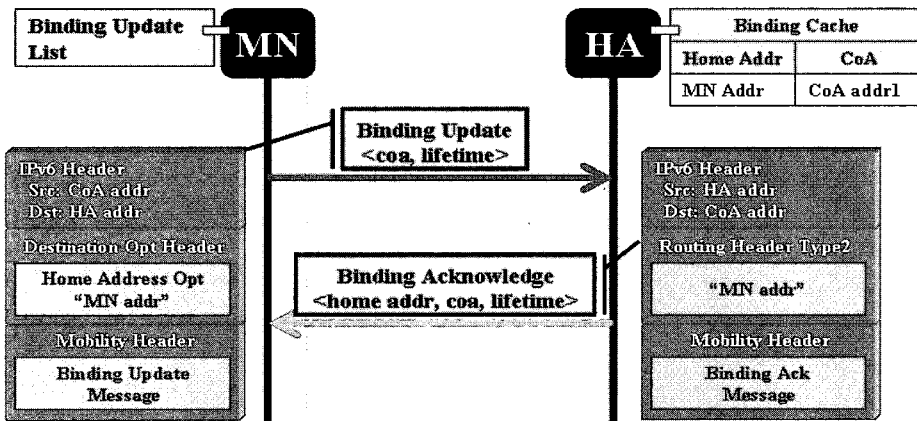 Binding Update
List
MN
HA
Binding Cache
Home Addr CoA
MN Addr CoA addr1
Binding Update
<coa, lifetime>
IPv6 Header
Src: CoA addr
Dst: HA addr
Destination Opt Header
Home Address Opt
“MN addr”
Mobility Header
Binding Update
Message
Binding Acknowledge
<home addr, coa, lifetime>
IPv6 Header
Src: HA addr
Dst: CoA addr
Routing Header Type2
“MN addr”
Mobility Header
Binding Ack
Message